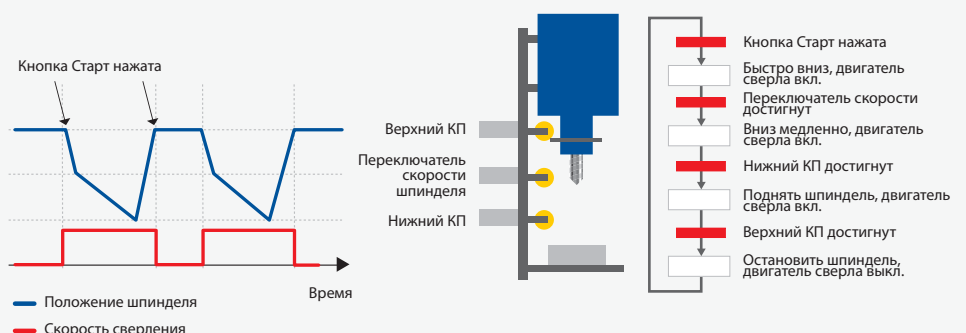 Кнопка Старт нажата
Время
Положение шпинделя
Скорость сверления
Верхний КП
Переключатель
скорости
шпинделя
Нижний КП
Кнопка Старт нажата
Быстро вниз, двигатель
сверла вкл.
Переключатель скорости
достигнут
Вниз медленно, двигатель
сверла вкл.
Нижний КП достигнут
Поднять шпиндель, двигатель
сверла вкл.
Верхний КП достигнут
Остановить шпиндель,
двигатель сверла выкл.